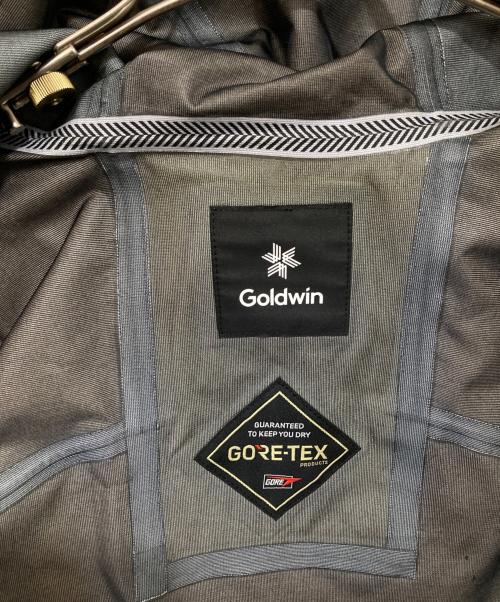 Goldwin
GUARANTEED
TO KEEP YOU DRY
GORE-TEX
PRODUCTS
GORE